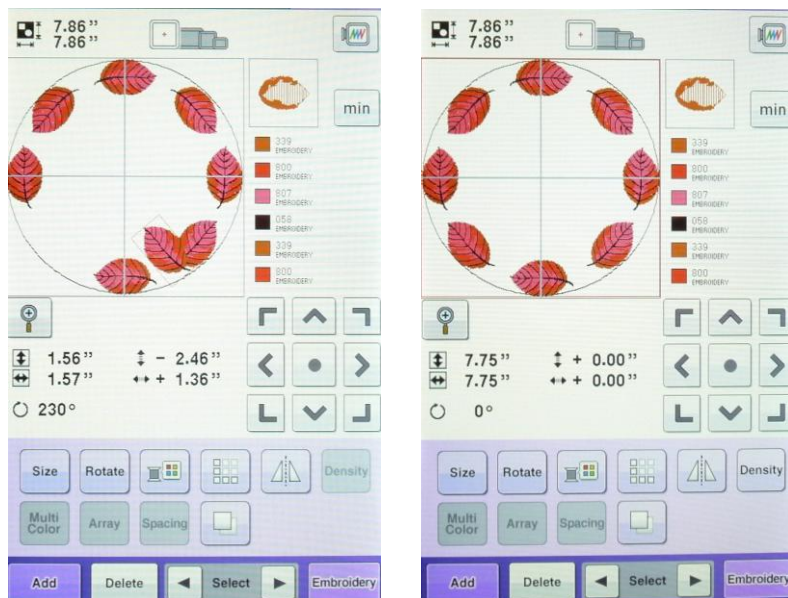 7.86"
7.86"
min
339
EMBROIDERY
800
EMBROIDERY
807
EMBROIDERY
058
EMBROIDERY
339
EMBROIDERY
800
EMBROIDERY
1.56" - 2.46"
1.57" + 1.36"
230°
Size Rotate Density
Multi Color Array Spacing
Add Delete Select Embroidery
7.86"
7.86"
min
339
EMBROIDERY
800
EMBROIDERY
807
EMBROIDERY
058
EMBROIDERY
339
EMBROIDERY
800
EMBROIDERY
7.75" + 0.00"
7.75" + 0.00"
0°
Size Rotate Density
Multi Color Array Spacing
Add Delete Select Embroidery